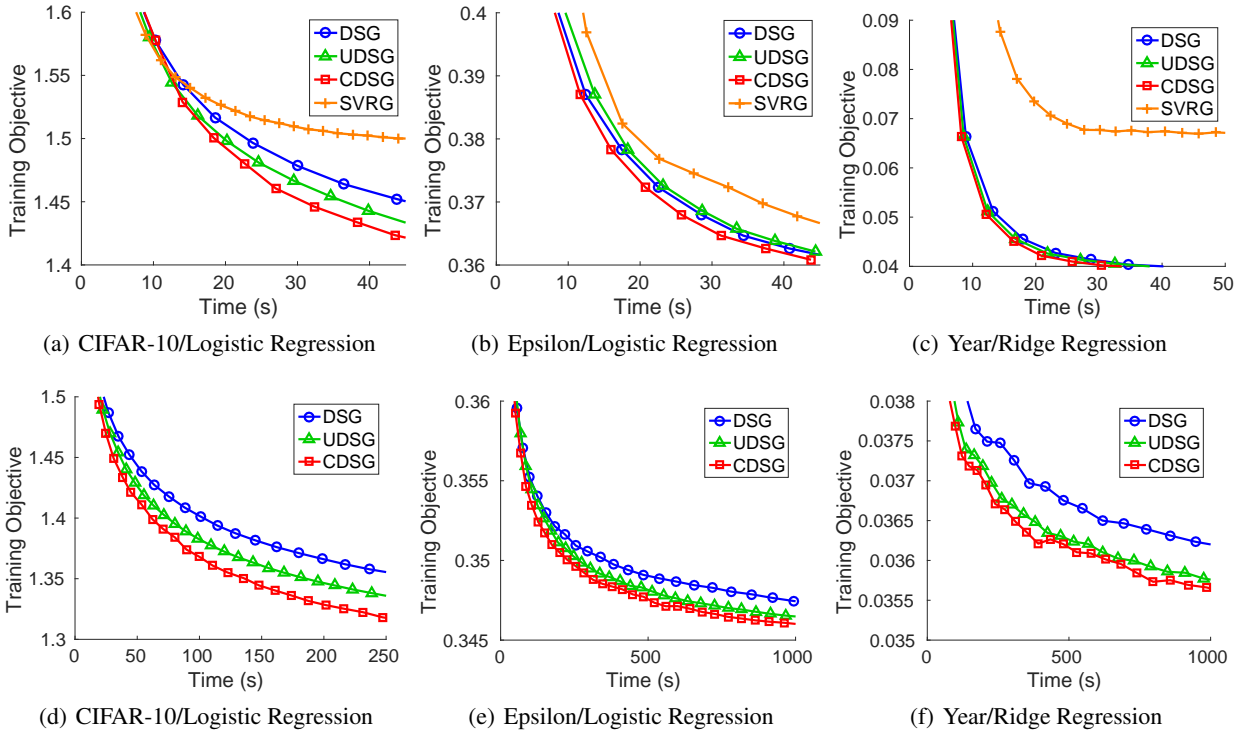 1.6
1.55
1.5
1.45
1.4
Training Objective
0 10 20 30 40
Time (s)
DSG
UDSG
CDSG
SVRG
(a) CIFAR-10/Logistic Regression
0.4
0.39
0.38
0.37
0.36
Training Objective
0 10 20 30 40
Time (s)
DSG
UDSG
CDSG
SVRG
(b) Epsilon/Logistic Regression
0.09
0.08
0.07
0.06
0.05
0.04
Training Objective
0 10 20 30 40 50
Time (s)
DSG
UDSG
CDSG
SVRG
(c) Year/Ridge Regression
1.5
1.45
1.4
1.35
1.3
Training Objective
0 50 100 150 200 250
Time (s)
DSG
UDSG
CDSG
(d) CIFAR-10/Logistic Regression
0.36
0.355
0.35
0.345
Training Objective
0 500 1000
Time (s)
DSG
UDSG
CDSG
(e) Epsilon/Logistic Regression
0.038
0.0375
0.037
0.0365
0.036
0.0355
0.035
Training Objective
0 500 1000
Time (s)
DSG
UDSG
CDSG
(f) Year/Ridge Regression